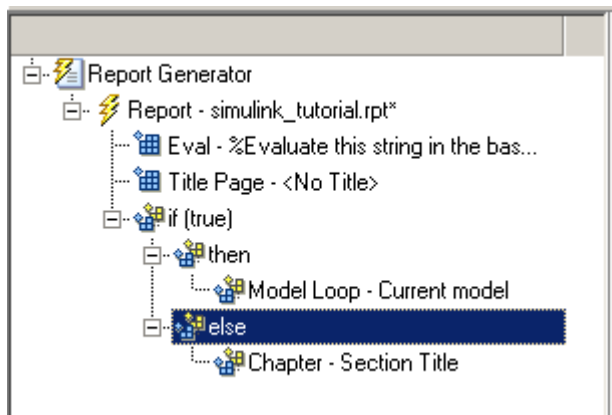 Report Generator
Report - simulink_tutorial.rpt*
Eval - %Evaluate this string in the bas...
Title Page - <No Title>
if (true)
then
Model Loop - Current model
else
Chapter - Section Title